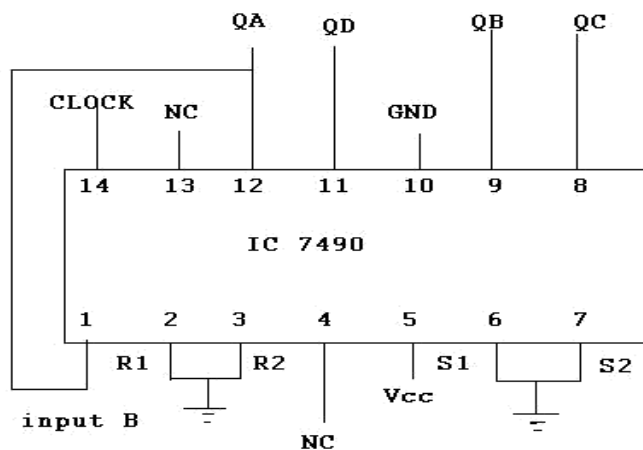 QA QD QB QC
CLOCK NC GND
14 13 12 11 10 9 8
IC 7490
1 2 3 4 5 6 7
R1 R2 S1 S2
Vcc
input B
NC